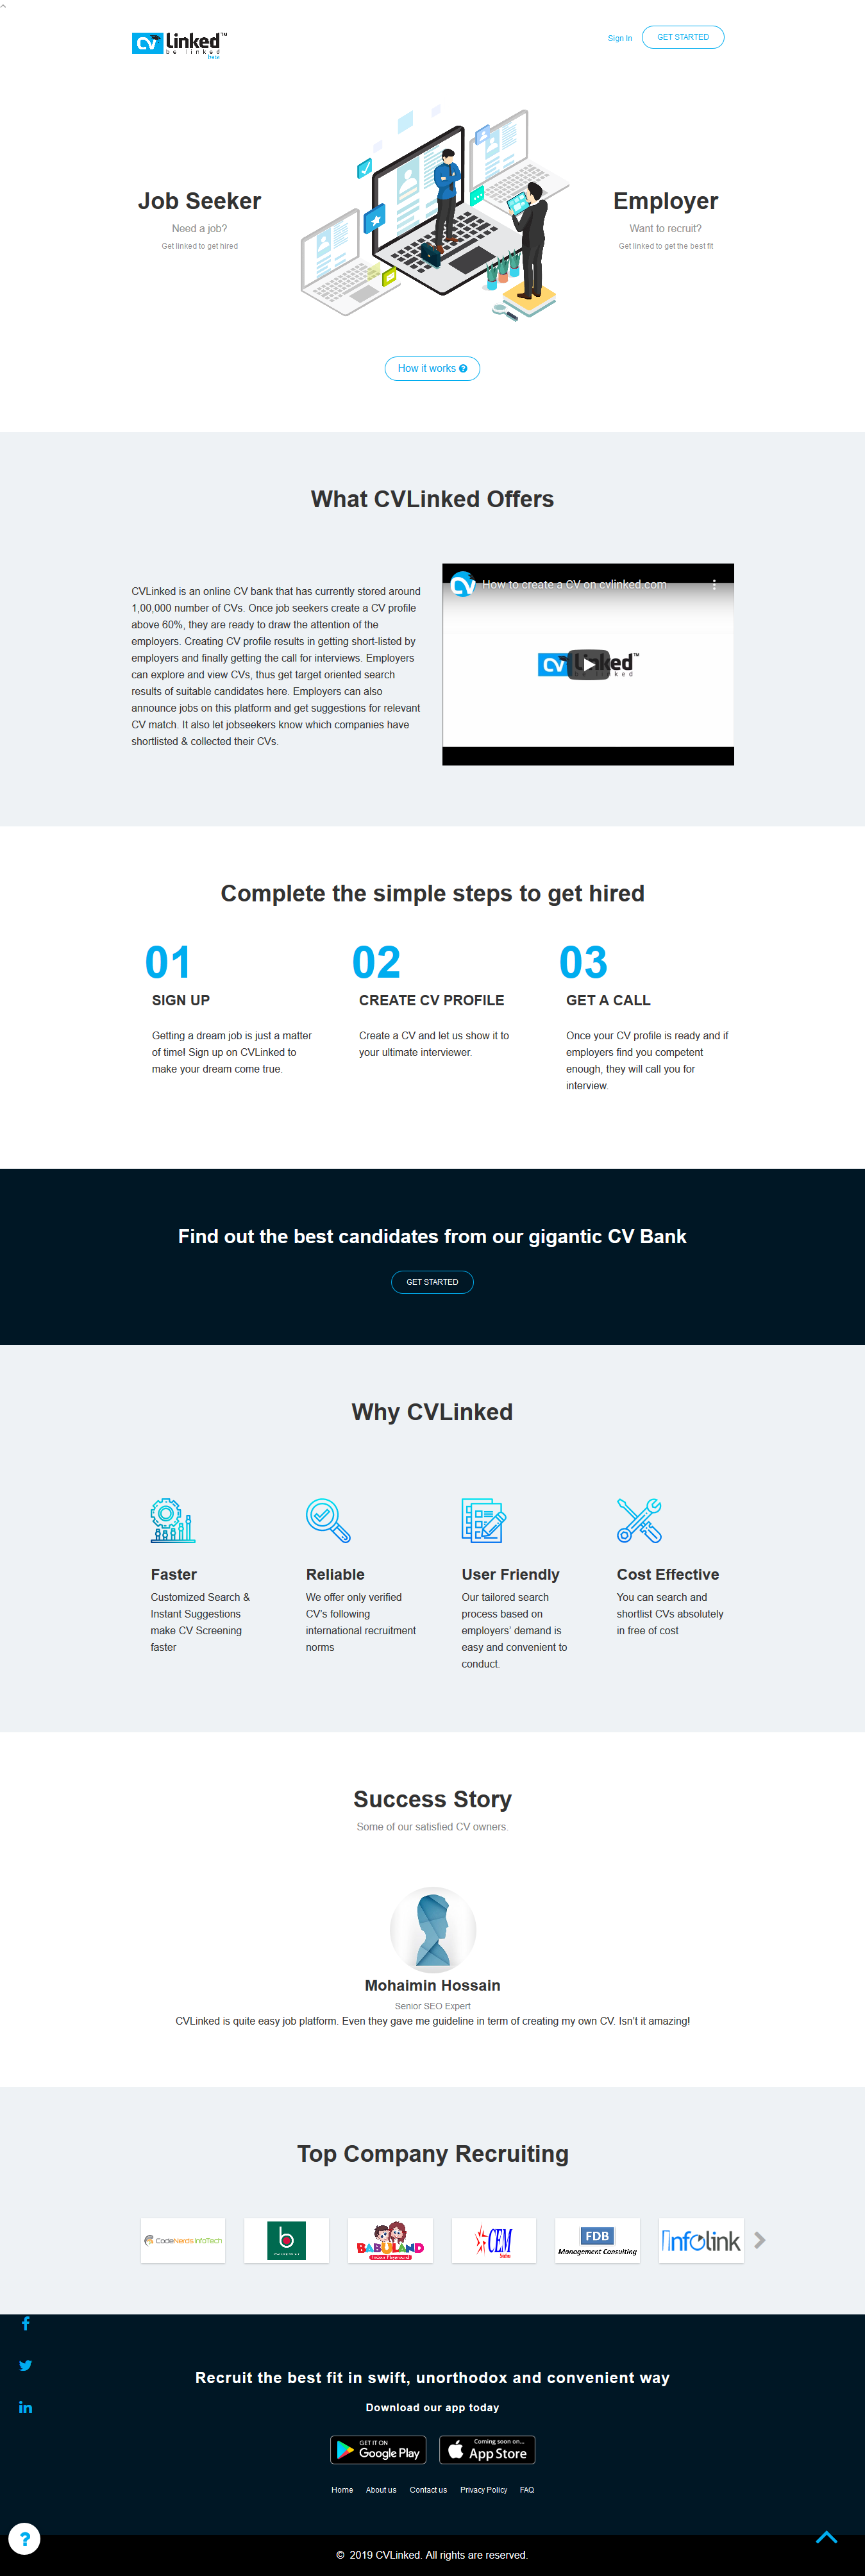 CV Linked™
be linked
beta
Sign In
GET STARTED
Job Seeker
Need a job?
Get linked to get hired
Employer
Want to recruit?
Get linked to get the best fit
How it works
What CVLinked Offers
CVLinked is an online CV bank that has currently stored around
1,00,000 number of CVs. Once job seekers create a CV profile
above 60%, they are ready to draw the attention of the
employers. Creating CV profile results in getting short-listed by
employers and finally getting the call for interviews. Employers
can explore and view CVs, thus get target oriented search
results of suitable candidates here. Employers can also
announce jobs on this platform and get suggestions for relevant
CV match. It also let jobseekers know which companies have
shortlisted & collected their CVs.
How to create a CV on cvlinked.com
Complete the simple steps to get hired
01
SIGN UP
Getting a dream job is just a matter
of time! Sign up on CVLinked to
make your dream come true.
02
CREATE CV PROFILE
Create a CV and let us show it to
your ultimate interviewer.
03
GET A CALL
Once your CV profile is ready and if
employers find you competent
enough, they will call you for
interview.
Find out the best candidates from our gigantic CV Bank
GET STARTED
Why CVLinked
Faster
Customized Search &
Instant Suggestions
make CV Screening
faster
Reliable
We offer only verified
CV's following
international recruitment
norms
User Friendly
Our tailored search
process based on
employers' demand is
easy and convenient to
conduct.
Cost Effective
You can search and
shortlist CVs absolutely
in free of cost
Success Story
Some of our satisfied CV owners.
Mohaimin Hossain
Senior SEO Expert
CVLinked is quite easy job platform. Even they gave me guideline in term of creating my own CV. Isn't it amazing!
Top Company Recruiting
CodeNerds InfoTech
b
BABULAND
Indoor Playground
CEM
FDB
Management Consulting
Infolink
Recruit the best fit in swift, unorthodox and convenient way
Download our app today
GET IT ON
Google Play
Coming soon on...
App Store
Home
About us
Contact us
Privacy Policy
FAQ
© 2019 CVLinked. All rights are reserved.